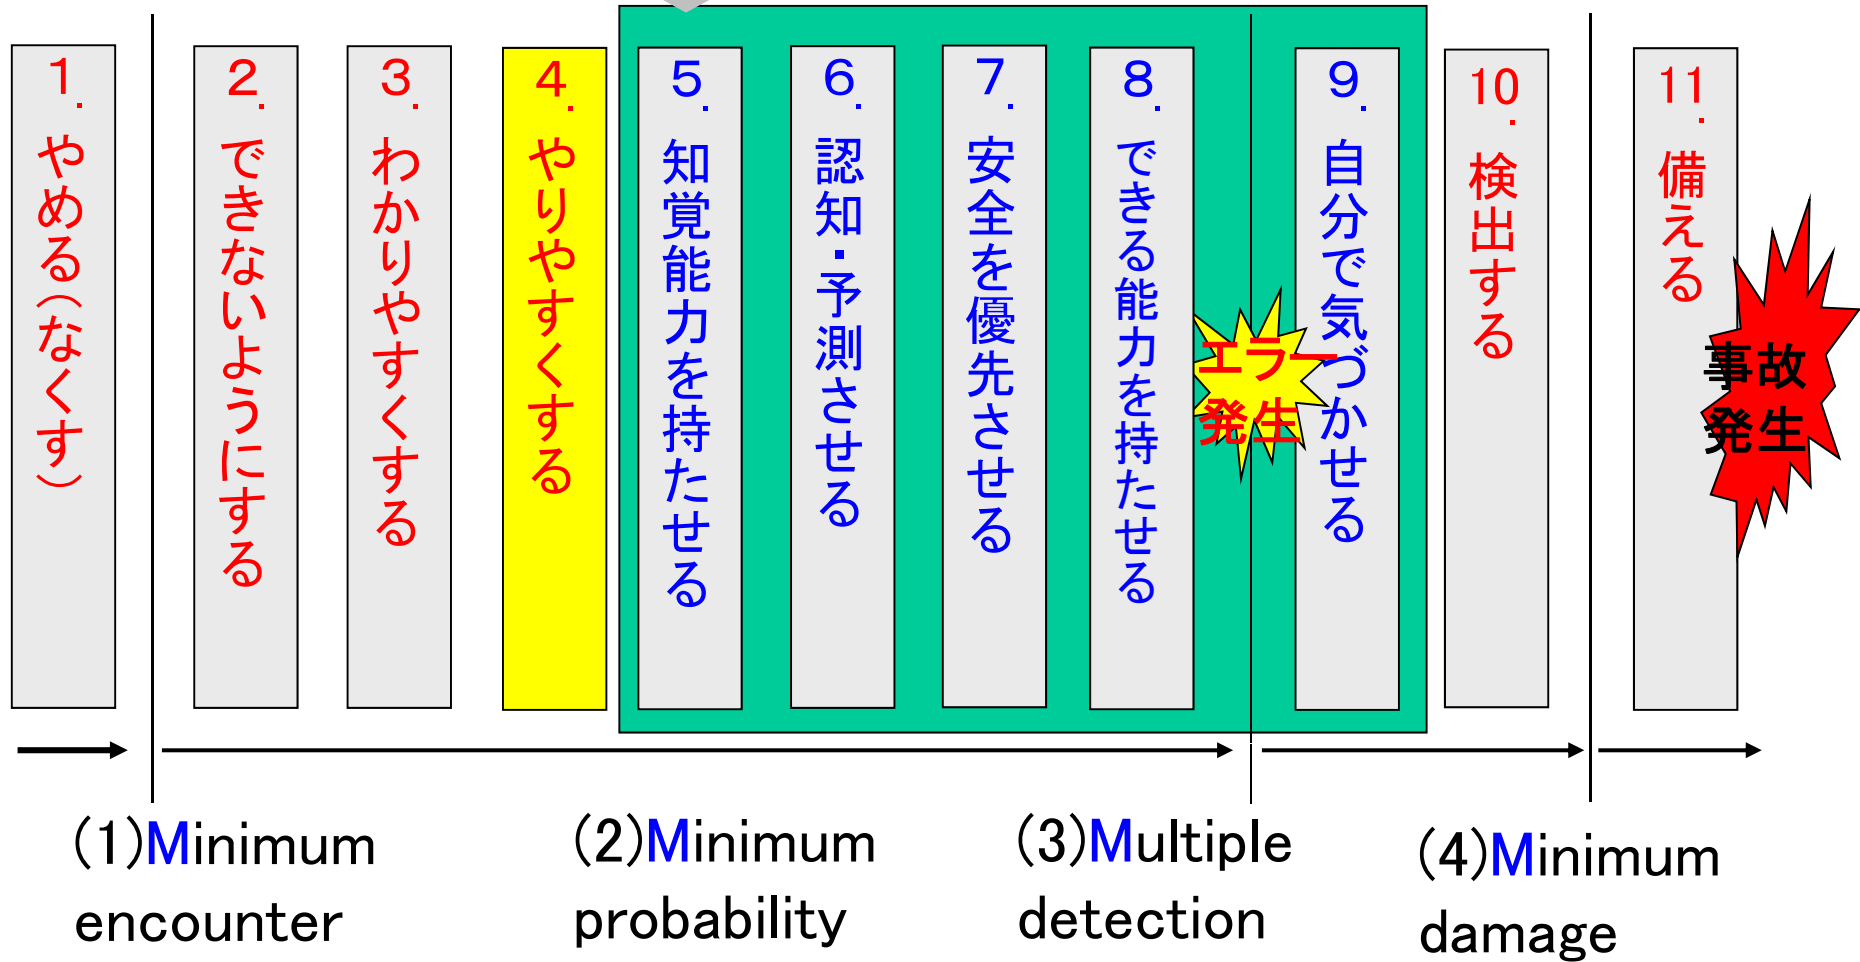 1.やめる(なくす)
2.できないようにする
3.わかりやすくする
4.やりやすくする
5.知覚能力を持たせる
6.認知・予測させる
7.安全を優先させる
8.できる能力を持たせる
エラー
発生
9.自分で気づかせる
10.検出する
11.備える
事故
発生
(1)Minimum
encounter
(2)Minimum
probability
(3)Multiple
detection
(4)Minimum
damage